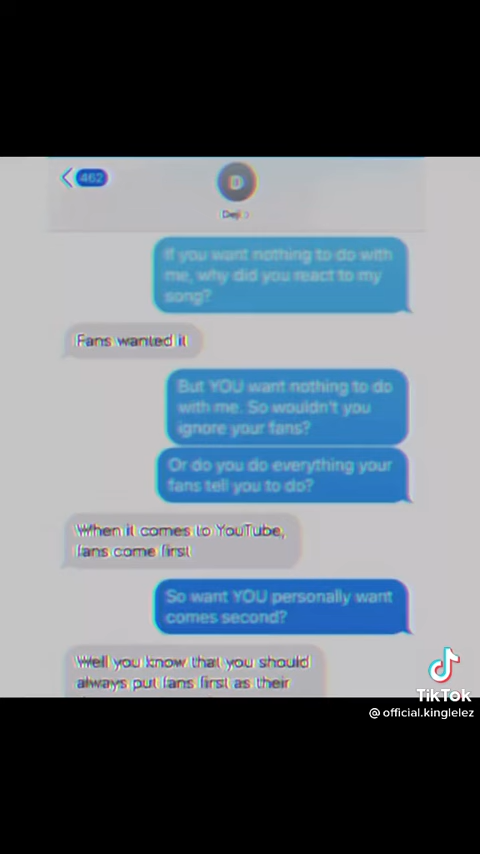 462
D
Deji >
If you want nothing to do with
me, why did you react to my
song?
Fans wanted it
But YOU want nothing to do
with me. So wouldn't you
ignore your fans?
Or do you do everything your
fans tell you to do?
When it comes to YouTube,
fans come first
So want YOU personally want
comes second?
Well you know that you should
always put fans first as their
TikTok
@ official.kinglelez